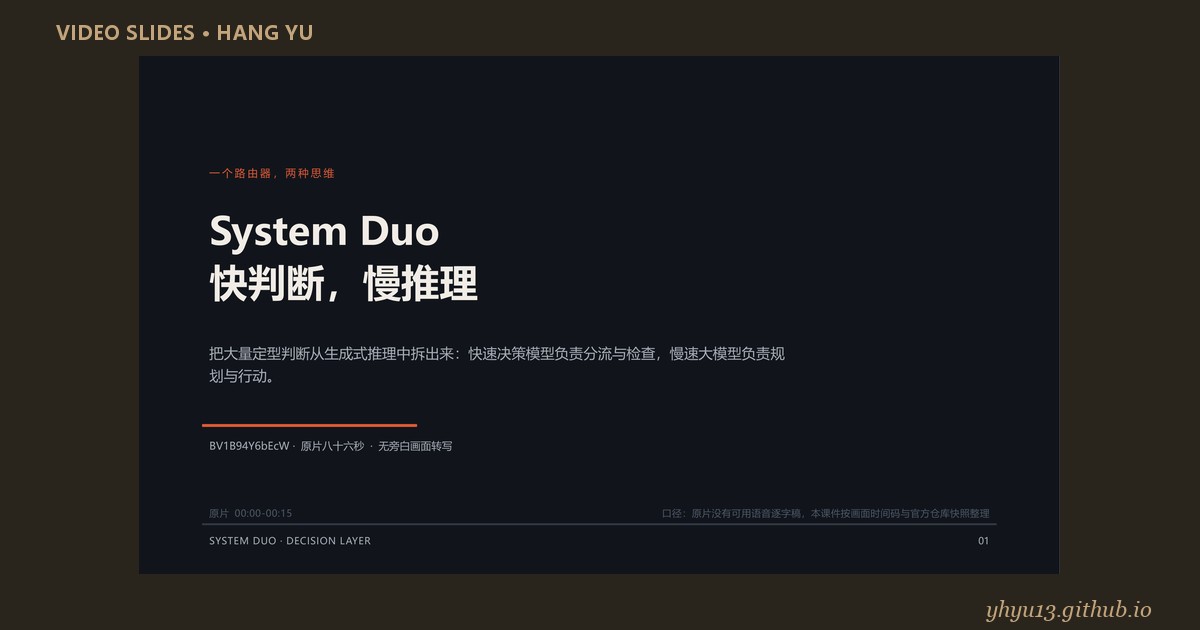 VIDEO SLIDES • HANG YU
一个路由器，两种思维
System Duo
快判断，慢推理
把大量定型判断从生成式推理中拆出来：快速决策模型负责分流与检查，慢速大模型负责规
划与行动。
BV1B94Y6bEcW · 原片八十六秒 · 无旁白画面转写
原片 00:00-00:15
口径：原片没有可用语音逐字稿，本课件按画面时间码与官方仓库快照整理
SYSTEM DUO · DECISION LAYER
01
yhyu13.github.io